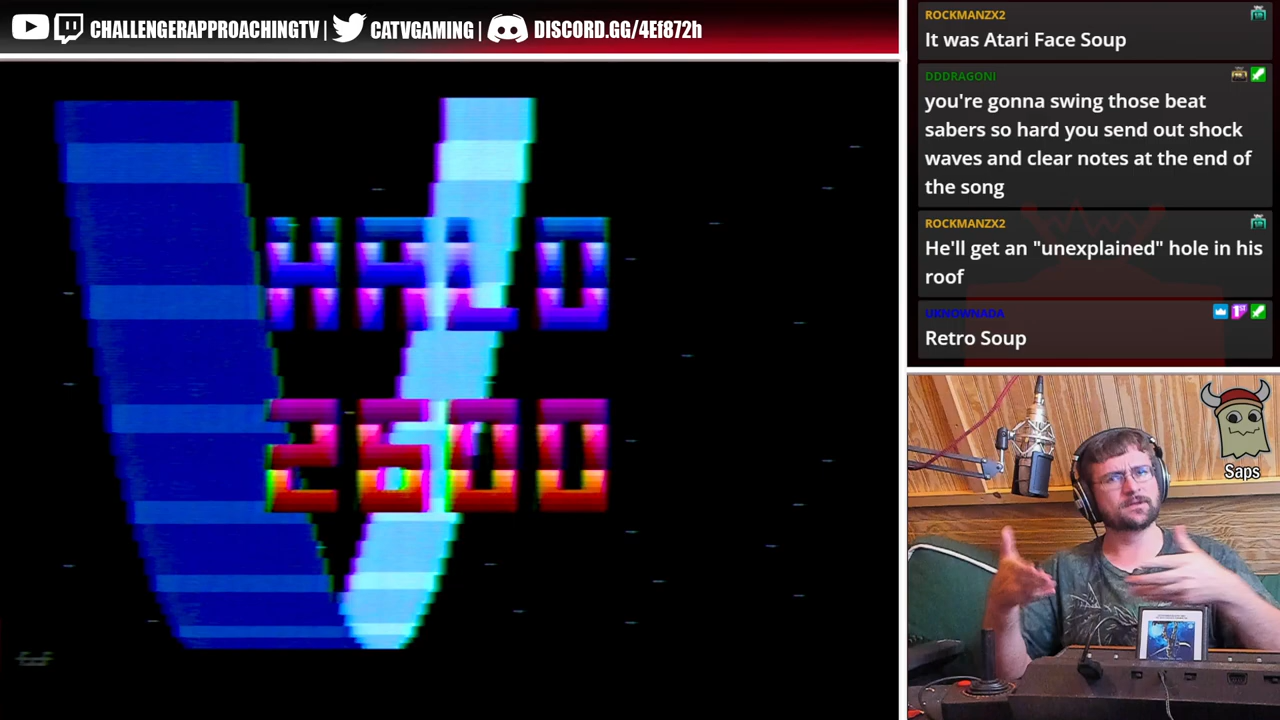 CHALLENGERAPPROACHINGTV | CATVGAMING | DISCORD.GG/4Ef872h
HALO
2600
ROCKMANZX2
It was Atari Face Soup
DDDRAGONI
you're gonna swing those beat
sabers so hard you send out shock
waves and clear notes at the end of
the song
ROCKMANZX2
He'll get an "unexplained" hole in his
roof
UKNOWNADA
Retro Soup
Saps